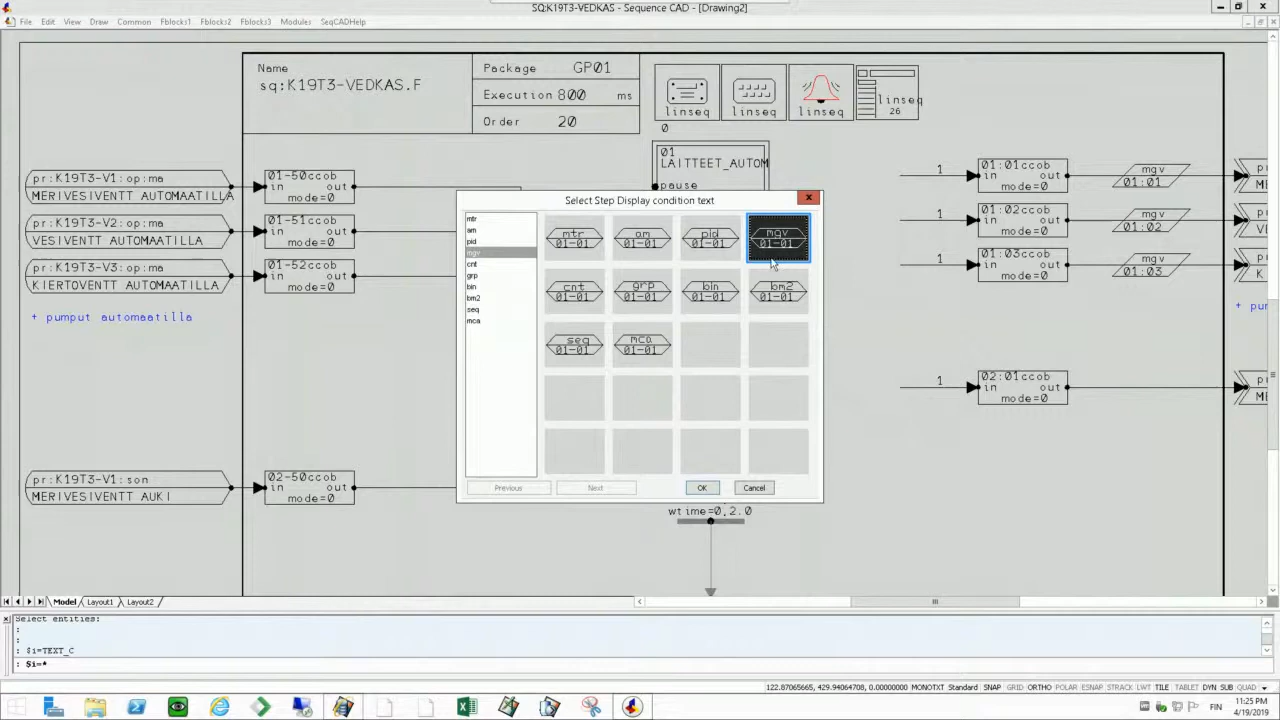 SQ:K19T3-VEDKAS - Sequence CAD - [Drawing2]
File Edit View Draw Common Fblocks1 Fblocks2 Fblocks3 Modules SeqCADHelp
Name
sq:K19T3-VEDKAS.F
Package GP01
Execution 800 ms
Order 20
linseq
linseq
linseq
linseq
26
0
01
LAITTEET_AUTOM
pause
pr:K19T3-V1:op:ma
MERIVESIVENTT AUTOMAATILLA
01-50ccob
in out
mode=0
pr:K19T3-V2:op:ma
VESIVENTT AUTOMAATILLA
01-51ccob
in out
mode=0
pr:K19T3-V3:op:ma
KIERTOVENTT AUTOMAATILLA
01-52ccob
in out
mode=0
+ pumput automaatilla
pr:K19T3-V1:son
MERIVESIVENTT AUKI
02-50ccob
in out
mode=0
Select Step Display condition text
mtr
am
pid
mgv
cnt
grp
bin
bm2
seq
mca
mtr
01-01
am
01-01
pid
01-01
mgv
01-01
cnt
01-01
grp
01-01
bin
01-01
bm2
01-01
seq
01-01
mca
01-01
Previous Next OK Cancel
wtime=0.2.0
1
01:01ccob
in out
mode=0
mgv
01:01
1
01:02ccob
in out
mode=0
mgv
01:02
1
01:03ccob
in out
mode=0
mgv
01:03
+ pum
1
02:01ccob
in out
mode=0
Model Layout1 Layout2
Select entities:
:
:
: $i=TEXT_C
: $i=*
122.87065665, 429.94064708, 0.00000000 MONOTXT Standard SNAP GRID ORTHO POLAR ESNAP STRACK LWT TILE TABLET DYN SUB QUAD
11:25 PM
4/19/2019